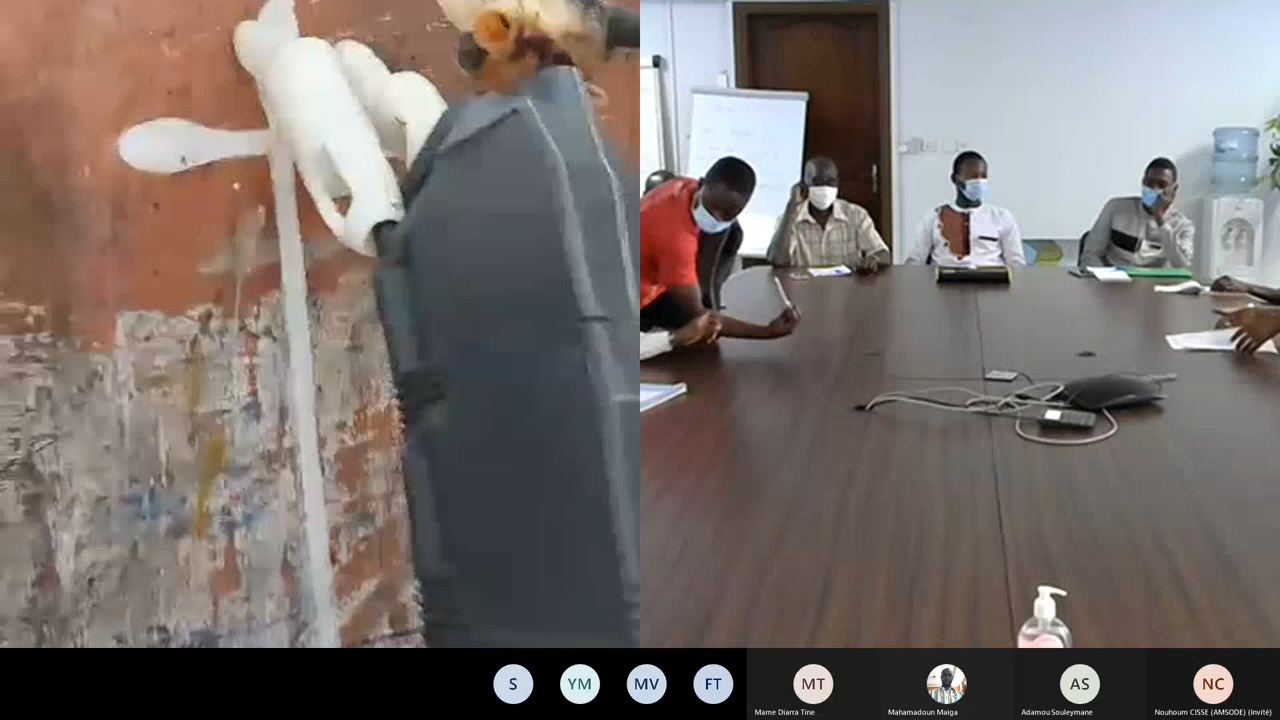 S
YM
MV
FT
MT
AS
NC
Mame Diarra Tine
Mahamadoun Maiga
Adamou Souleymane
Nouhoum CISSE (AMSODE) (Invité)